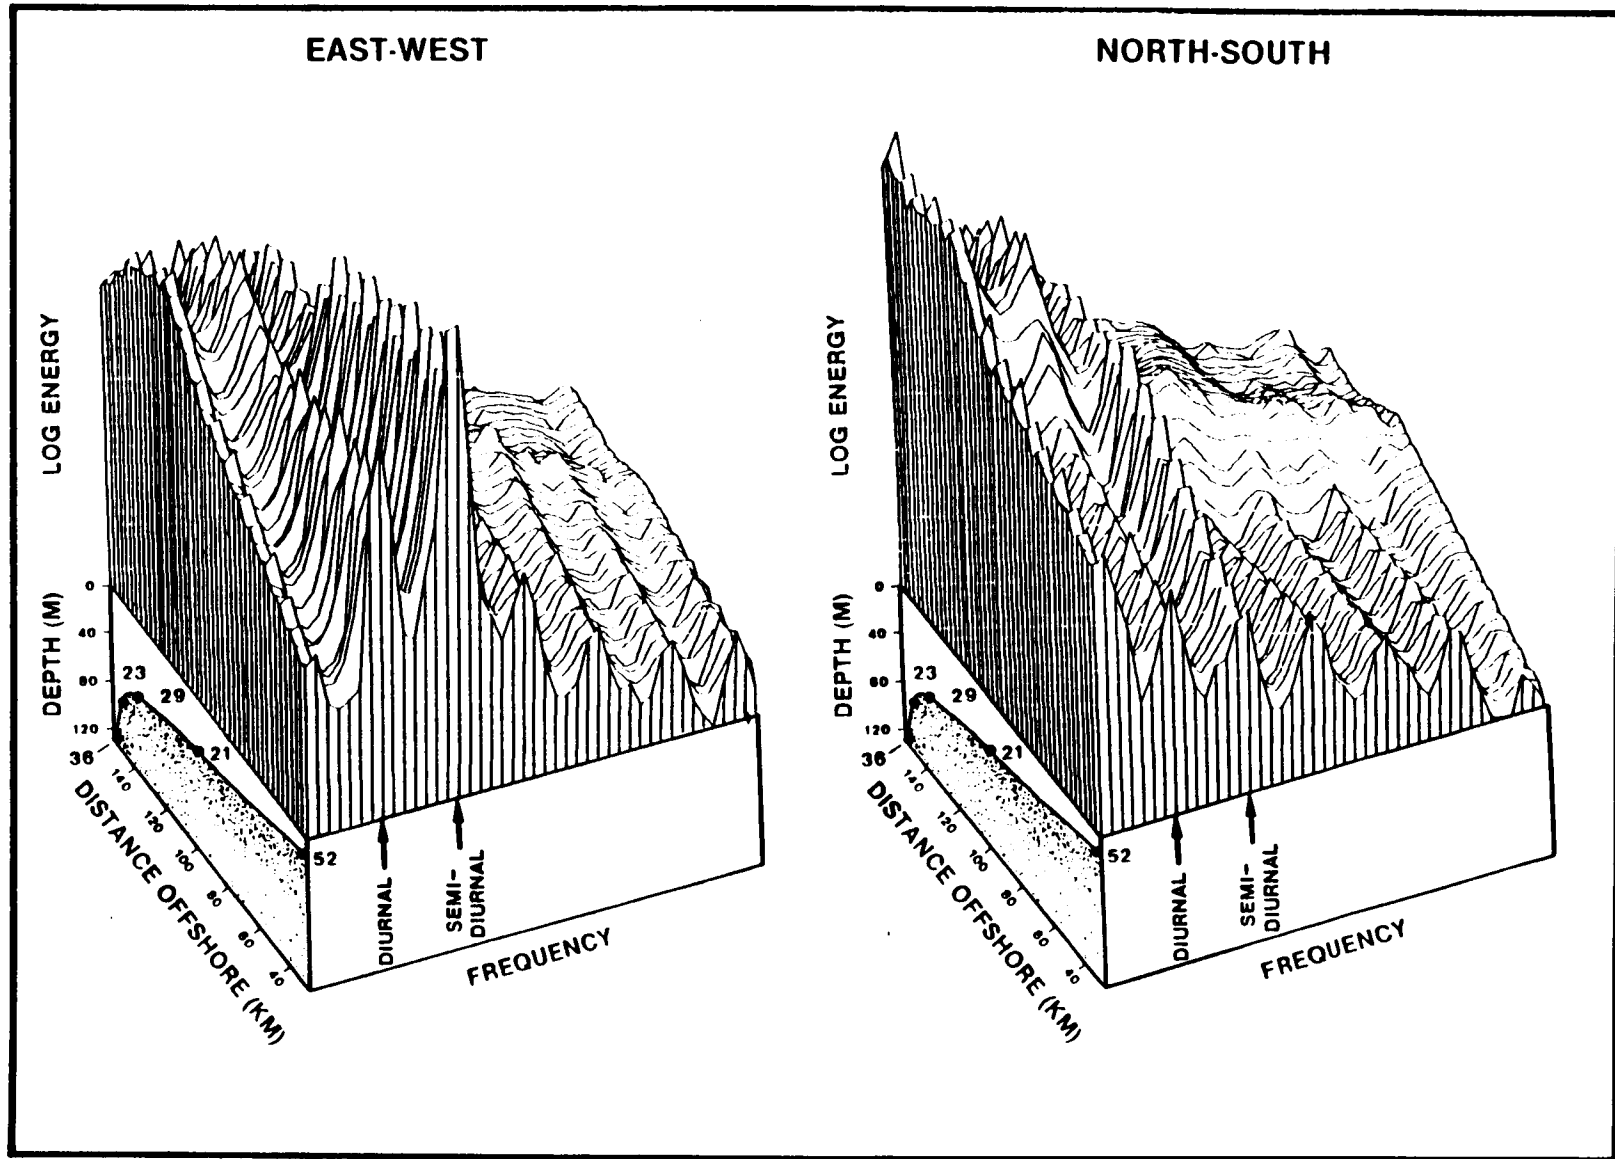 EAST-WEST
LOG ENERGY
DEPTH (M)
0
40
80
120
23
29
21
36
52
140
120
100
80
60
40
DISTANCE OFFSHORE (KM)
DIURNAL
SEMI-
DIURNAL
FREQUENCY
NORTH-SOUTH
LOG ENERGY
DEPTH (M)
0
40
60
120
23
29
21
36
52
140
120
100
80
60
40
DISTANCE OFFSHORE (KM)
DIURNAL
SEMI-
DIURNAL
FREQUENCY